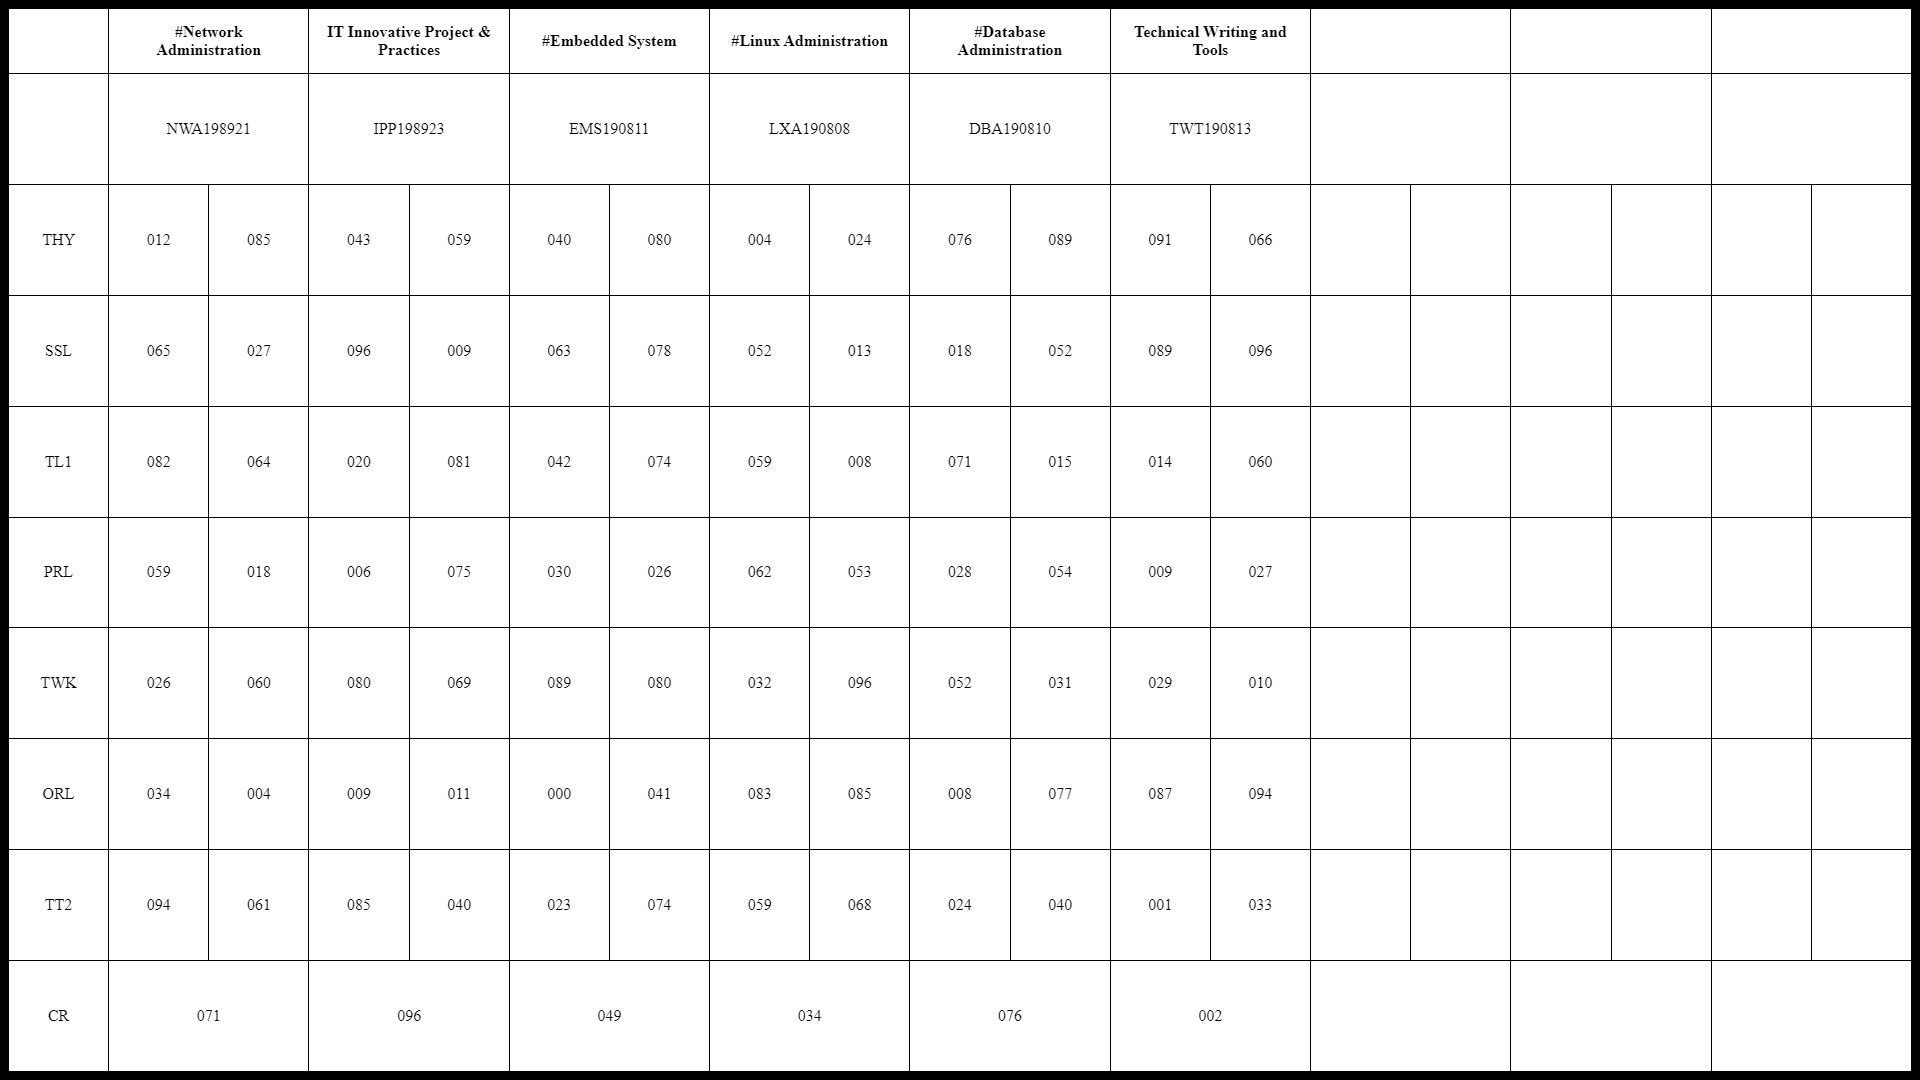 #Network Administration IT Innovative Project & Practices #Embedded System #Linux Administration #Database Administration Technical Writing and Tools
NWA198921 IPP198923 EMS190811 LXA190808 DBA190810 TWT190813
THY 012 085 043 059 040 080 004 024 076 089 091 066
SSL 065 027 096 009 063 078 052 013 018 052 089 096
TL1 082 064 020 081 042 074 059 008 071 015 014 060
PRL 059 018 006 075 030 026 062 053 028 054 009 027
TWK 026 060 080 069 089 080 032 096 052 031 029 010
ORL 034 004 009 011 000 041 083 085 008 077 087 094
TT2 094 061 085 040 023 074 059 068 024 040 001 033
CR 071 096 049 034 076 002